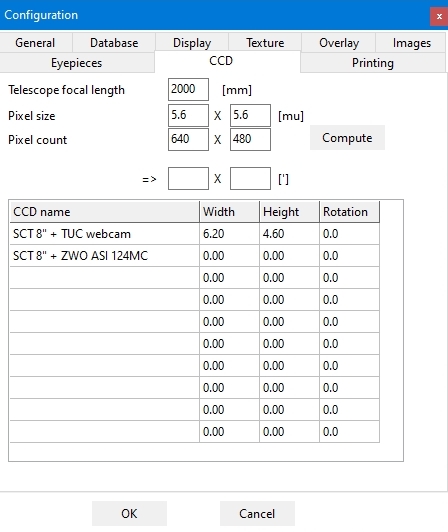 Configuration x
General Database Display Texture Overlay Images
Eyepieces CCD Printing
Telescope focal length 2000 [mm]
Pixel size 5.6 X 5.6 [mu]
Pixel count 640 X 480 Compute
=> X [']
CCD name Width Height Rotation
SCT 8" + TUC webcam 6.20 4.60 0.0
SCT 8" + ZWO ASI 124MC 0.00 0.00 0.0
0.00 0.00 0.0
0.00 0.00 0.0
0.00 0.00 0.0
0.00 0.00 0.0
0.00 0.00 0.0
0.00 0.00 0.0
0.00 0.00 0.0
0.00 0.00 0.0
OK Cancel